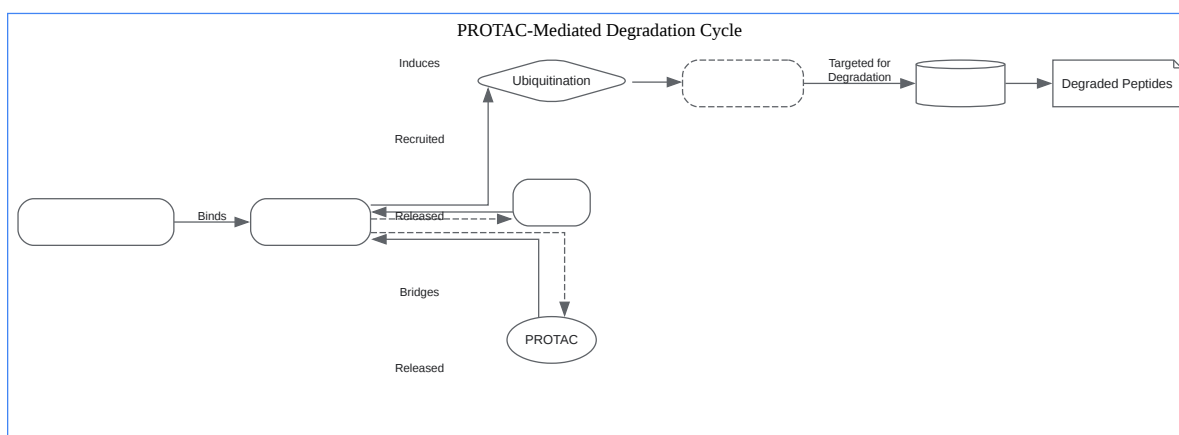 PROTAC-Mediated Degradation Cycle
Induces
Ubiquitination
Targeted for
Degradation
Degraded Peptides
Recruited
Binds
Released
Bridges
PROTAC
Released